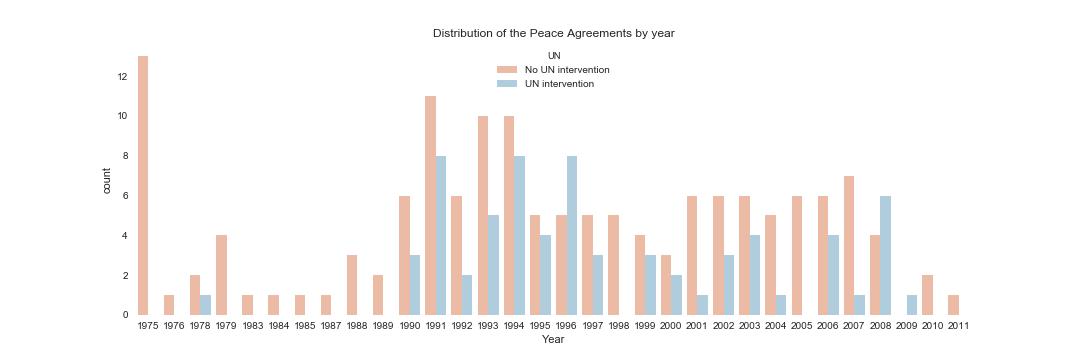 Distribution of the Peace Agreements by year
UN
No UN intervention
UN intervention
12
10
8
6
4
2
0
count
1975 1976 1978 1979 1983 1984 1985 1987 1988 1989 1990 1991 1992 1993 1994 1995 1996 1997 1998 1999 2000 2001 2002 2003 2004 2005 2006 2007 2008 2009 2010 2011
Year